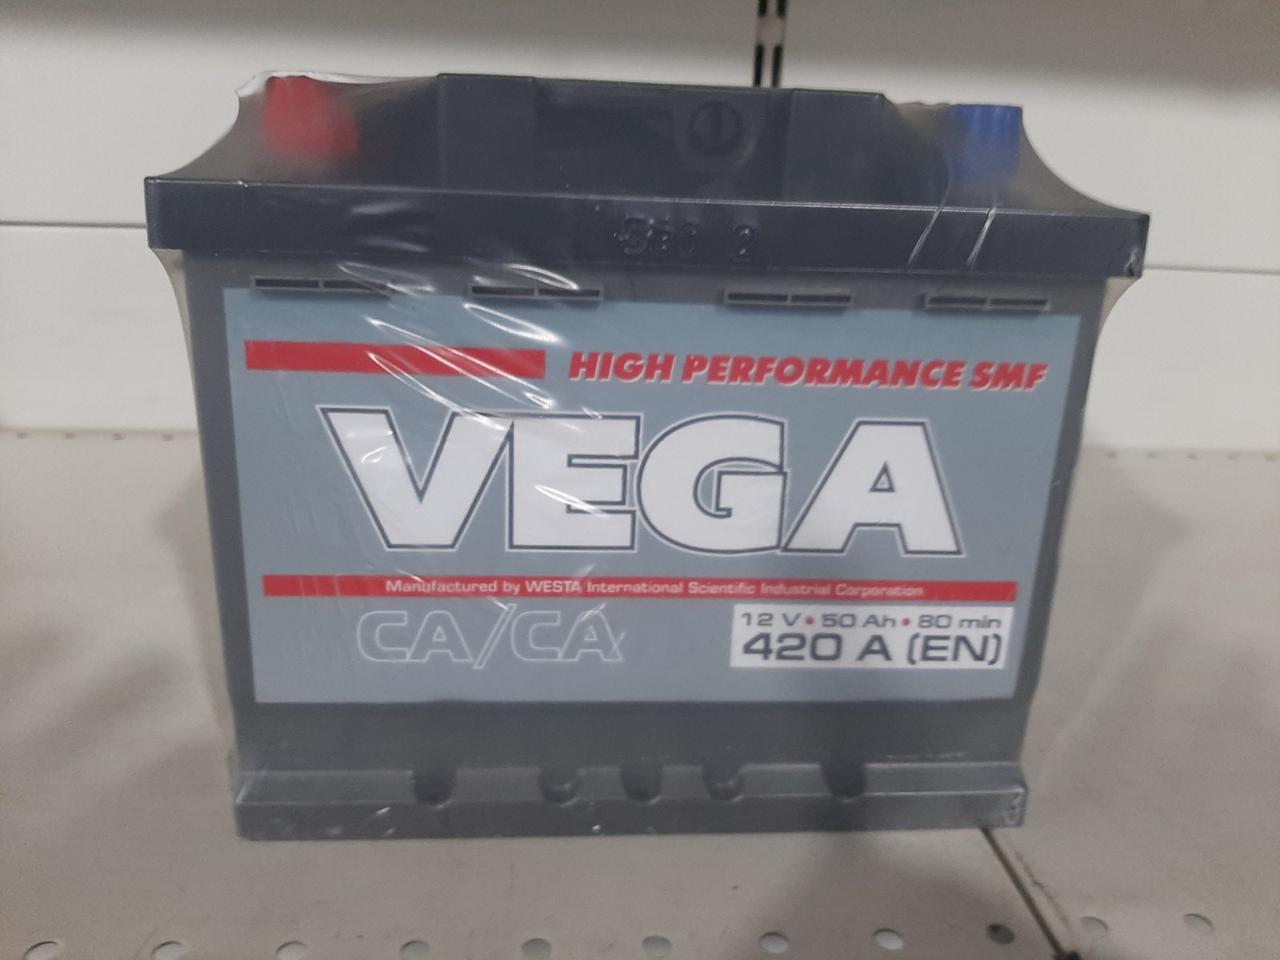 HIGH PERFORMANCE SMF
VEGA
Manufactured by WESTA International Scientific Industrial Corporation
CA/CA
12 V • 50 Ah • 80 min
420 A (EN)